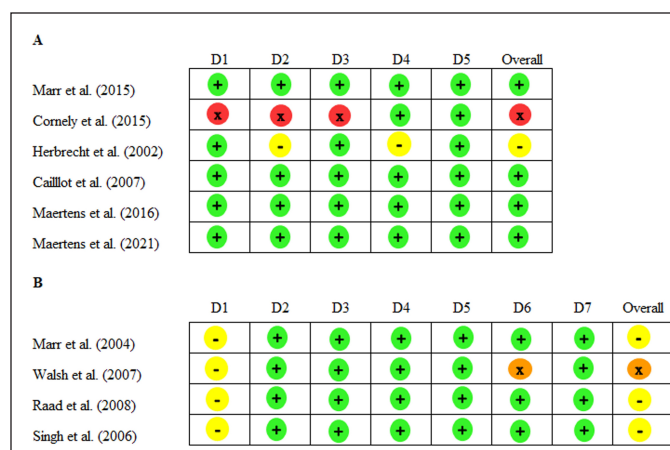 A
D1 D2 D3 D4 D5 Overall
Marr et al. (2015) + + + + + +
Cornely et al. (2015) x x x + + x
Herbrecht et al. (2002) + - + - + -
Cailllot et al. (2007) + + + + + +
Maertens et al. (2016) + + + + + +
Maertens et al. (2021) + + + + + +
B
D1 D2 D3 D4 D5 D6 D7 Overall
Marr et al. (2004) - + + + + + + -
Walsh et al. (2007) - + + + + x + x
Raad et al. (2008) - + + + + + + -
Singh et al. (2006) - + + + + + + -